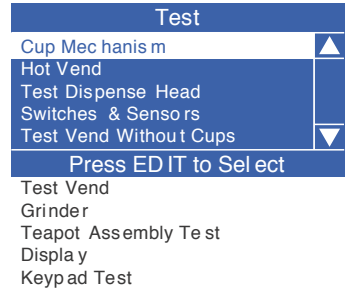 Test
Cup Mechanism
Hot Vend
Test Dispense Head
Switches & Sensors
Test Vend Without Cups
Press EDIT to Select
Test Vend
Grinder
Teapot Assembly Test
Display
Keypad Test